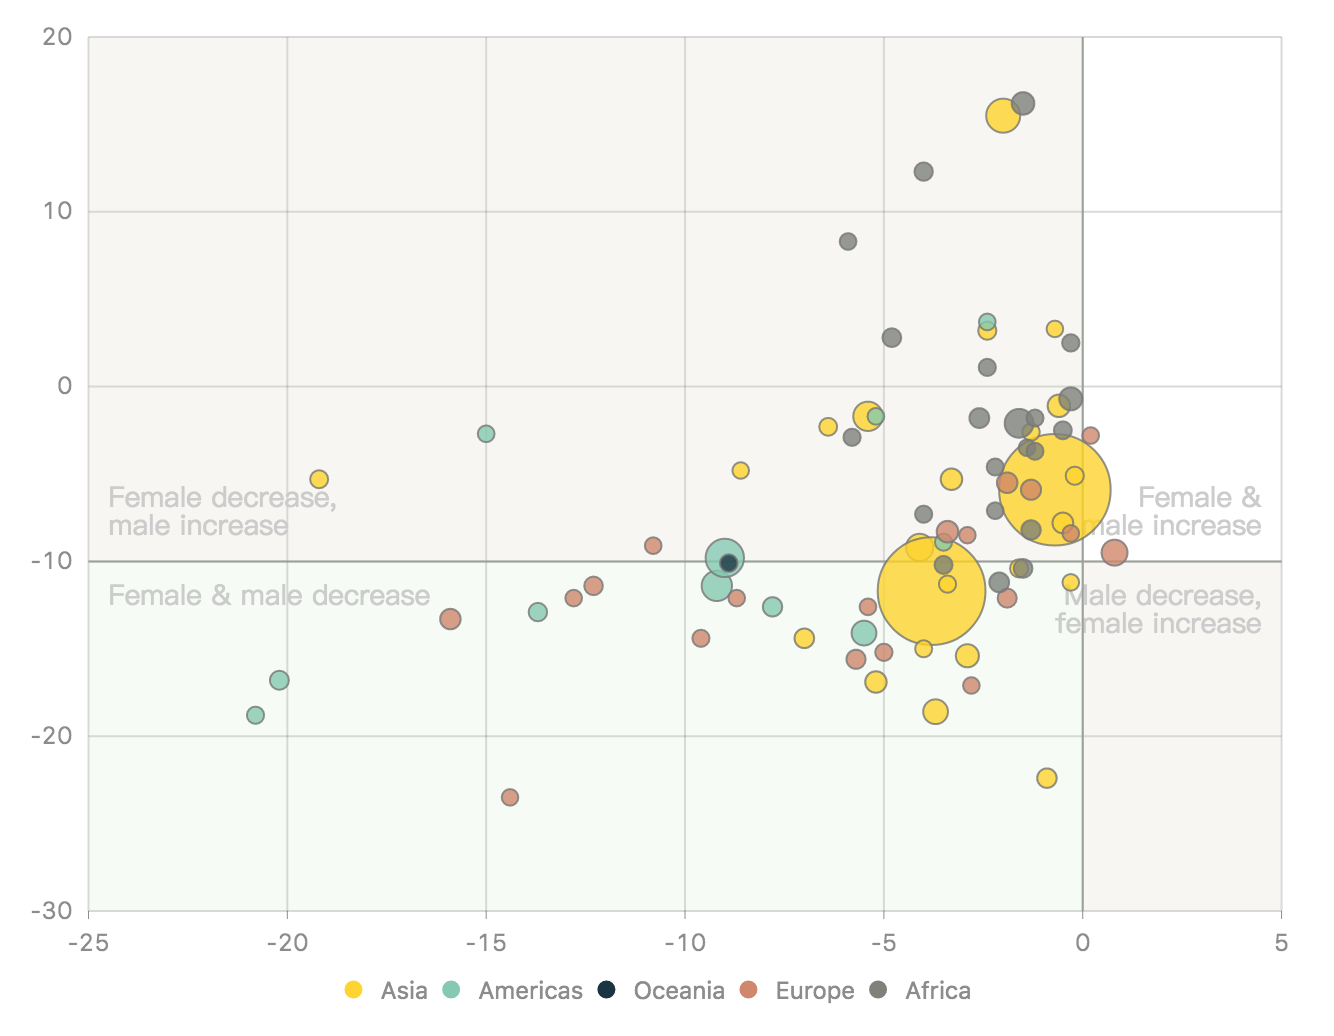 20
10
0
Female decrease,
male increase
Female &
male increase
-10
Female & male decrease
Male decrease,
female increase
-20
-30
-25 -20 -15 -10 -5 0 5
Asia Americas Oceania Europe Africa